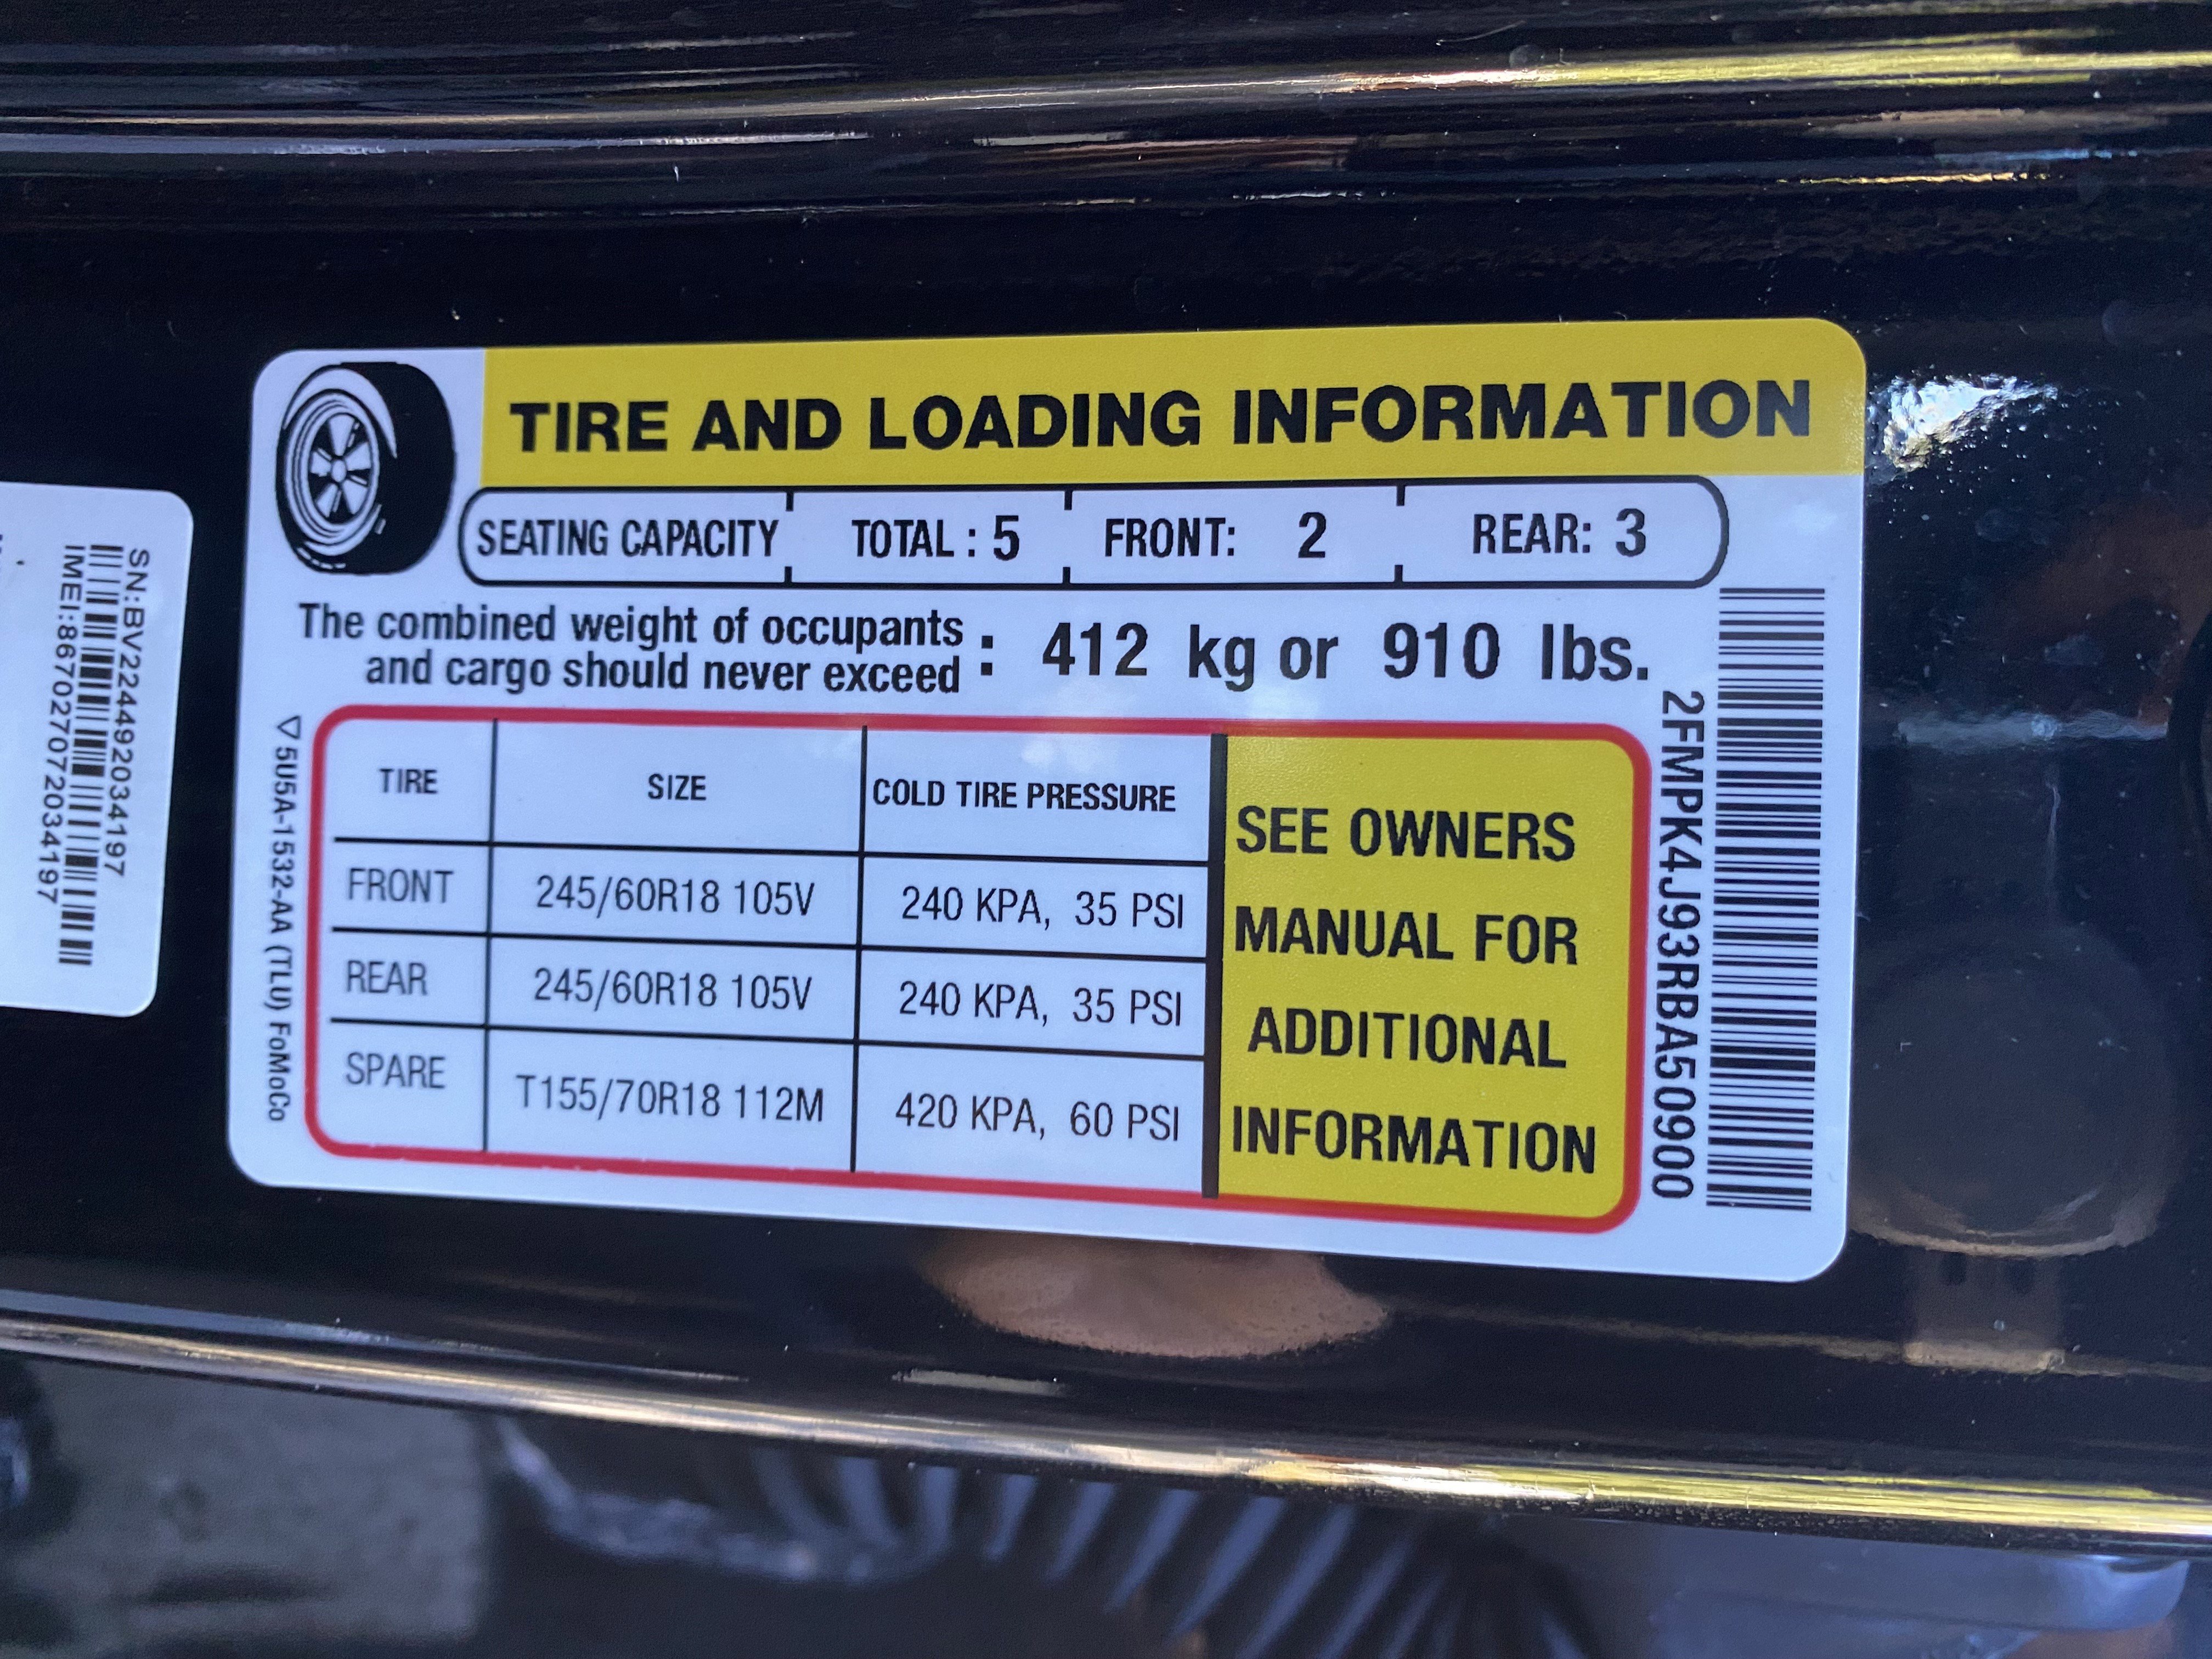 TIRE AND LOADING INFORMATION
SEATING CAPACITY TOTAL : 5 FRONT: 2 REAR: 3
The combined weight of occupants
and cargo should never exceed : 412 kg or 910 lbs.
TIRE SIZE COLD TIRE PRESSURE
FRONT 245/60R18 105V 240 KPA, 35 PSI
REAR 245/60R18 105V 240 KPA, 35 PSI
SPARE T155/70R18 112M 420 KPA, 60 PSI
SEE OWNERS
MANUAL FOR
ADDITIONAL
INFORMATION
2FMPK4J93RBA50900
5U5A-1532-AA (TLU) FoMoCo
SN:BV224492034197
IMEI:867027072034197